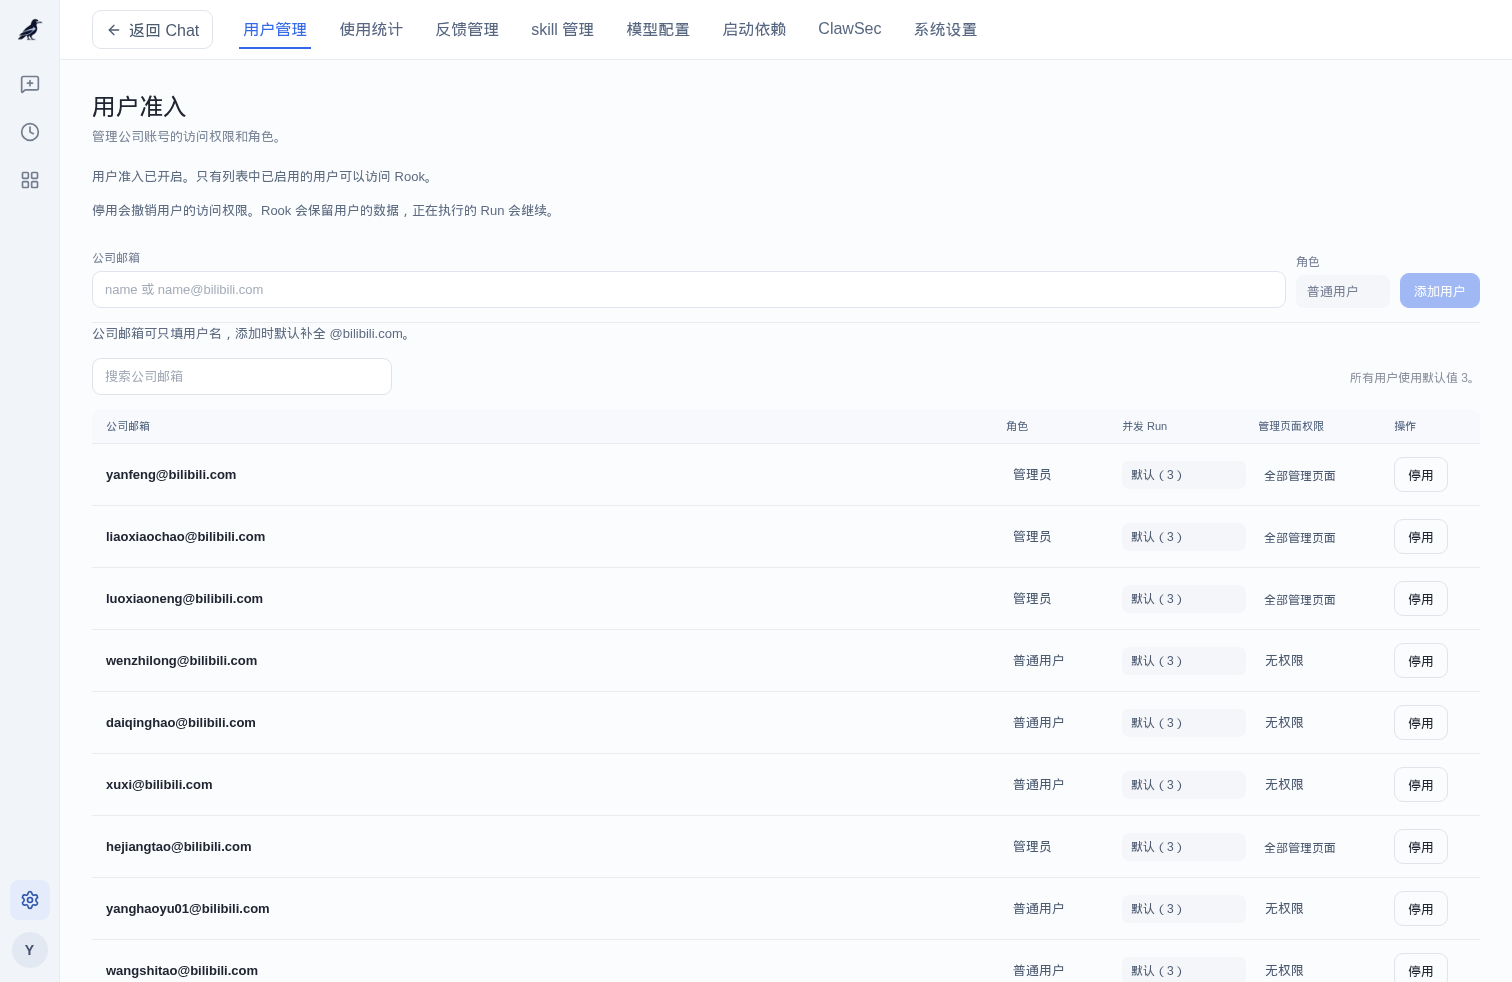 返回 Chat
用户管理
使用统计
反馈管理
skill 管理
模型配置
启动依赖
ClawSec
系统设置
用户准入
管理公司账号的访问权限和角色。
用户准入已开启。只有列表中已启用的用户可以访问 Rook。
停用会撤销用户的访问权限。Rook 会保留用户的数据，正在执行的 Run 会继续。
公司邮箱
角色
name 或 name@bilibili.com
普通用户
添加用户
公司邮箱可只填用户名，添加时默认补全 @bilibili.com。
搜索公司邮箱
所有用户使用默认值 3。
公司邮箱 角色 并发 Run 管理页面权限 操作
yanfeng@bilibili.com 管理员 默认（3） 全部管理页面 停用
liaoxiaochao@bilibili.com 管理员 默认（3） 全部管理页面 停用
luoxiaoneng@bilibili.com 管理员 默认（3） 全部管理页面 停用
wenzhilong@bilibili.com 普通用户 默认（3） 无权限 停用
daiqinghao@bilibili.com 普通用户 默认（3） 无权限 停用
xuxi@bilibili.com 普通用户 默认（3） 无权限 停用
hejiangtao@bilibili.com 管理员 默认（3） 全部管理页面 停用
yanghaoyu01@bilibili.com 普通用户 默认（3） 无权限 停用
wangshitao@bilibili.com 普通用户 默认（3） 无权限 停用
Y